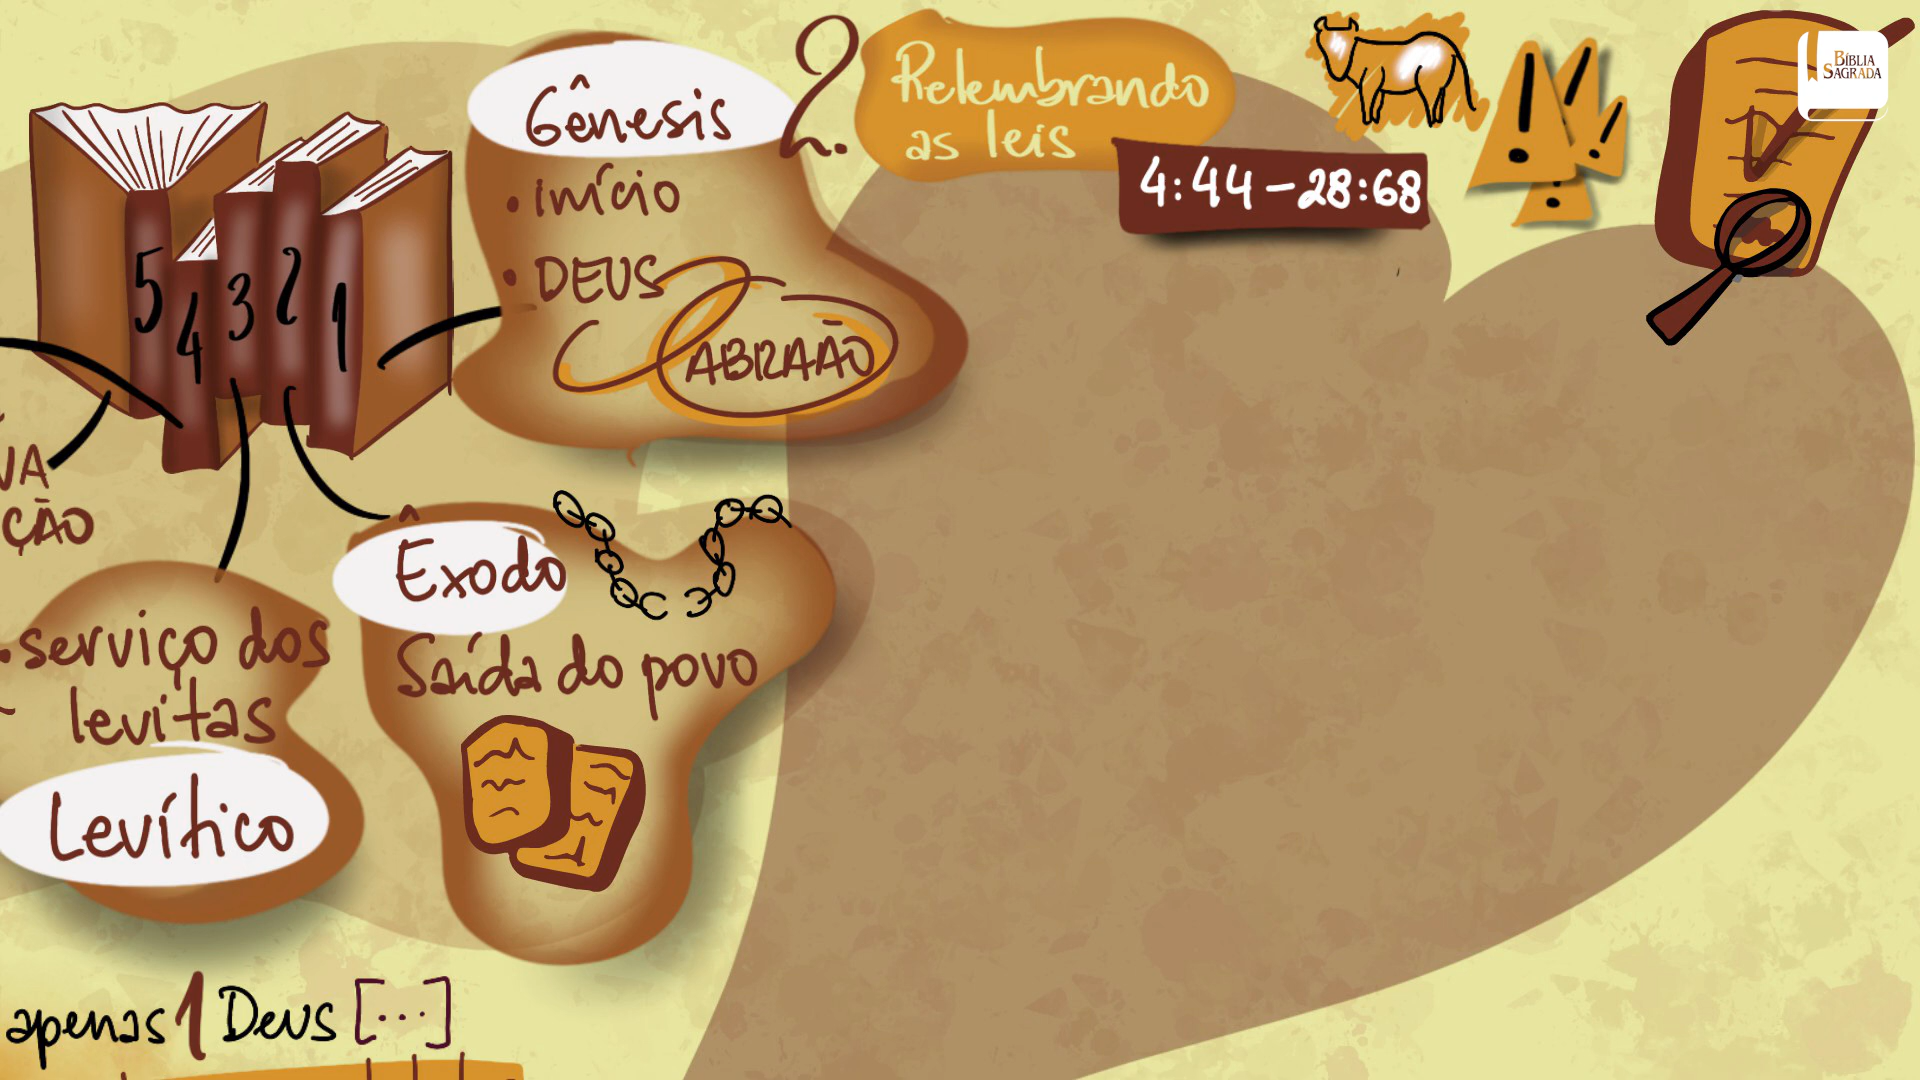 Gênesis
• início
• DEUS
ABRAÃO
2.
Relembrando
as leis
4:44-28:68
BÍBLIA
SAGRADA
5 4 3 2 1
VA
ÇÃO
Êxodo
Saída do povo
• serviço dos
levitas
Levítico
apenas 1 Deus [...]